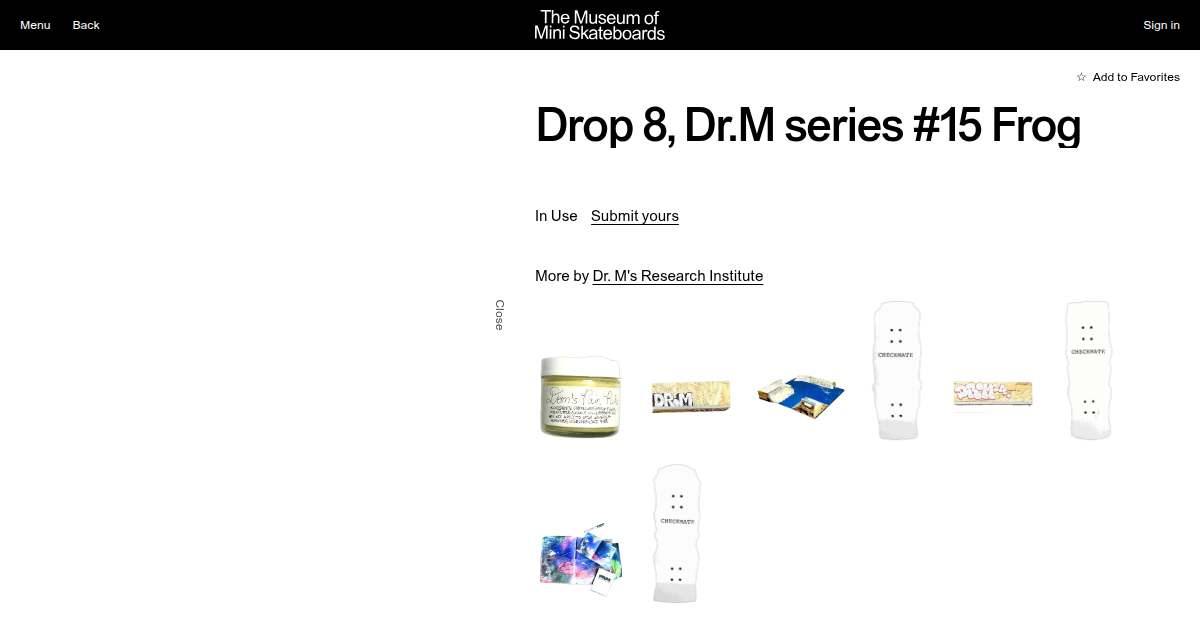 Menu
Back
The Museum of
Mini Skateboards
Sign in
☆ Add to Favorites
Drop 8, Dr.M series #15 Frog
In Use
Submit yours
More by Dr. M's Research Institute
Close
CHECKMATE
CHECKMATE
DR.M
CHECKMATE